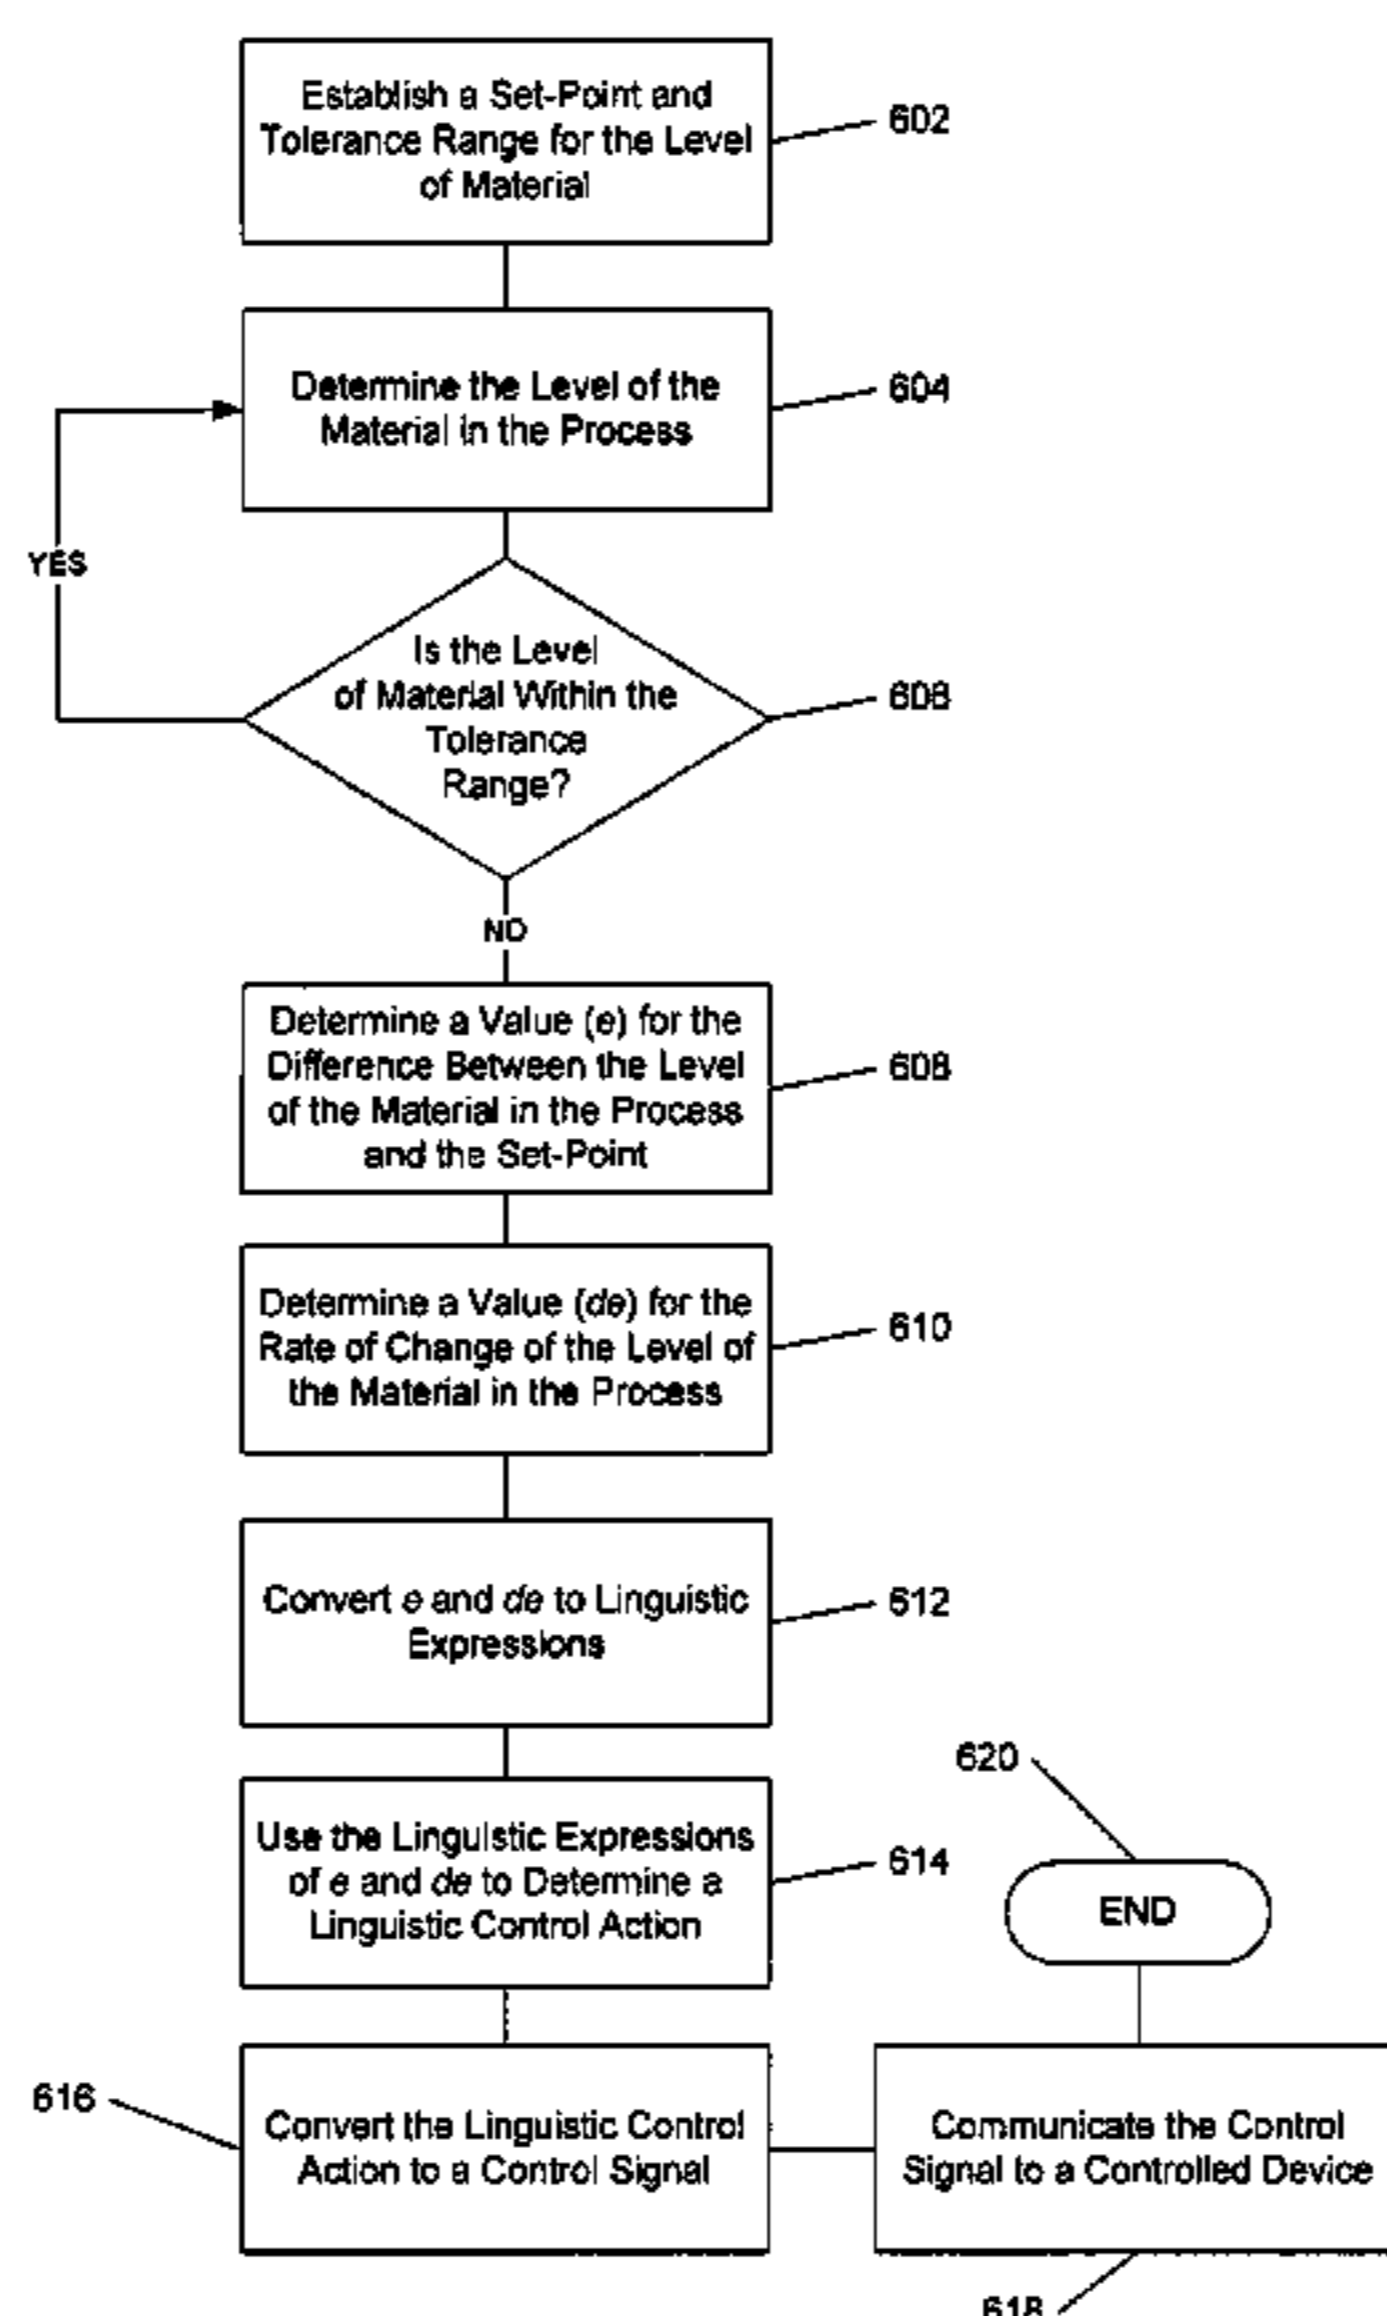 Establish a Set-Point and
Tolerance Range for the Level
of Material
602
Determine the Level of the
Material in the Process
604
YES
Is the Level
of Material Within the
Tolerance
Range?
606
NO
Determine a Value (e) for the
Difference Between the Level
of the Material in the Process
and the Set-Point
608
Determine a Value (de) for the
Rate of Change of the Level of
the Material in the Process
610
Convert e and de to Linguistic
Expressions
612
Use the Linguistic Expressions
of e and de to Determine a
Linguistic Control Action
614
620
END
616
Convert the Linguistic Control
Action to a Control Signal
Communicate the Control
Signal to a Controlled Device
618